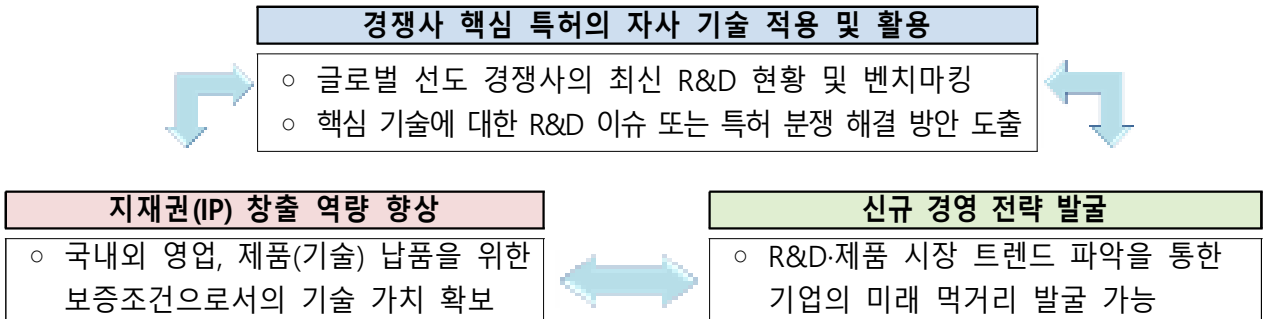 경쟁사 핵심 특허의 자사 기술 적용 및 활용
○ 글로벌 선도 경쟁사의 최신 R&D 현황 및 벤치마킹
○ 핵심 기술에 대한 R&D 이슈 또는 특허 분쟁 해결 방안 도출
지재권(IP) 창출 역량 향상
○ 국내외 영업, 제품(기술) 납품을 위한
보증조건으로서의 기술 가치 확보
신규 경영 전략 발굴
○ R&D·제품 시장 트렌드 파악을 통한
기업의 미래 먹거리 발굴 가능